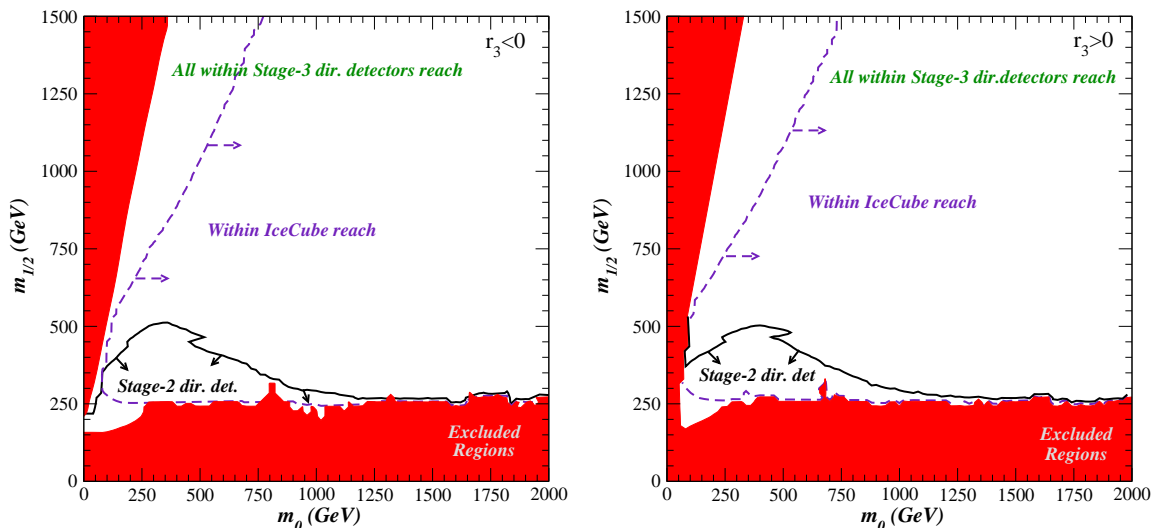 r3<0
All within Stage-3 dir. detectors reach
Within IceCube reach
Stage-2 dir. det.
Excluded
Regions
1500
1250
1000
750
500
250
0
0 250 500 750 1000 1250 1500 1750 2000
m1/2 (GeV)
m0 (GeV)
r3>0
All within Stage-3 dir.detectors reach
Within IceCube reach
Stage-2 dir. det
Excluded
Regions
1500
1250
1000
750
500
250
0
0 250 500 750 1000 1250 1500 1750 2000
m1/2 (GeV)
m0 (GeV)